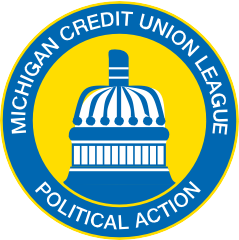 MICHIGAN CREDIT UNION LEAGUE
POLITICAL ACTION